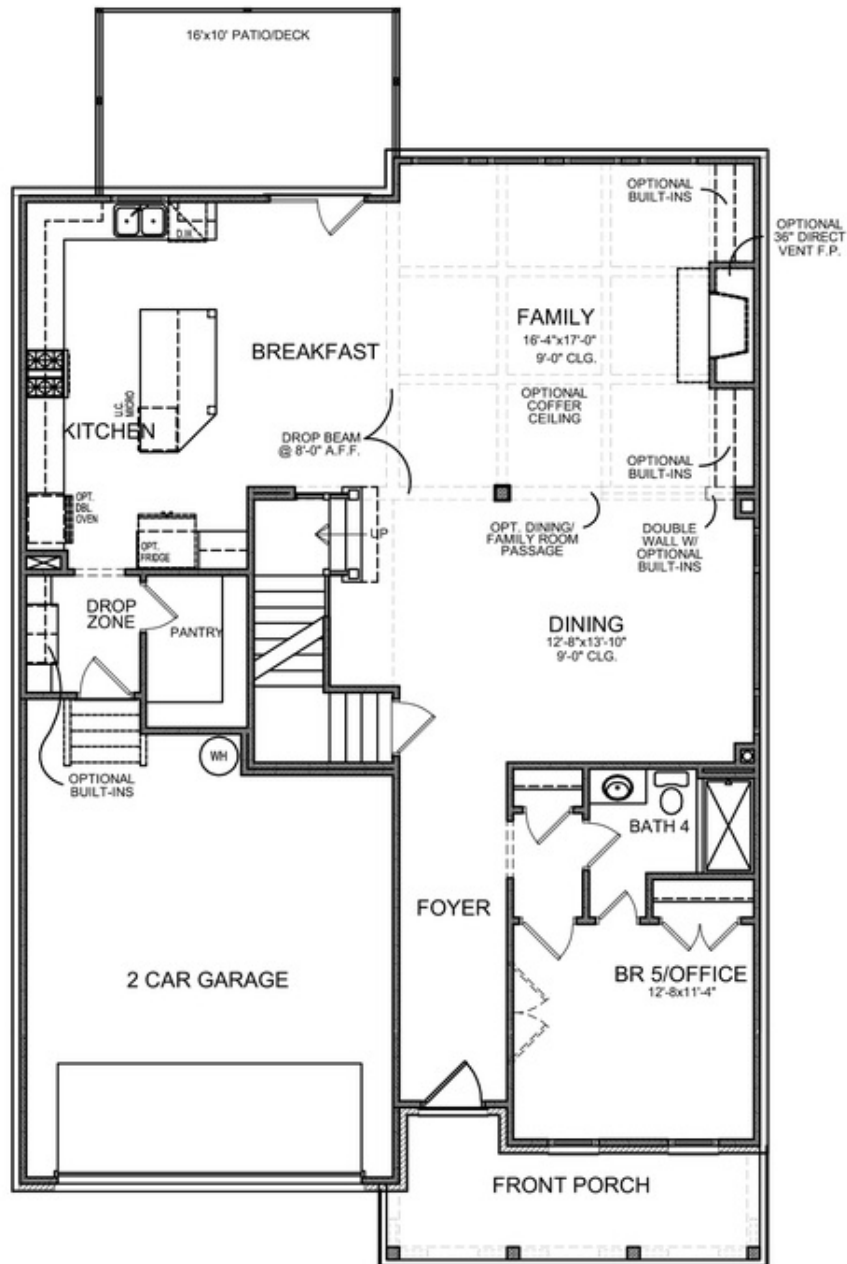 16'x10' PATIO/DECK
OPTIONAL
BUILT-INS
OPTIONAL
36" DIRECT
VENT F.P.
D.W.
FAMILY
16'-4"x17'-0"
9'-0" CLG.
BREAKFAST
OPTIONAL
COFFER
CEILING
U.C.
MICRO
KITCHEN
DROP BEAM
@ 8'-0" A.F.F.
OPTIONAL
BUILT-INS
OPT.
DBL
OVEN
OPT.
FRIDGE
UP
OPT. DINING/
FAMILY ROOM
PASSAGE
DOUBLE
WALL W/
OPTIONAL
BUILT-INS
DROP
ZONE
PANTRY
DINING
12'-8"x13'-10"
9'-0" CLG.
WH
OPTIONAL
BUILT-INS
BATH 4
FOYER
2 CAR GARAGE
BR 5/OFFICE
12'-8x11'-4"
FRONT PORCH